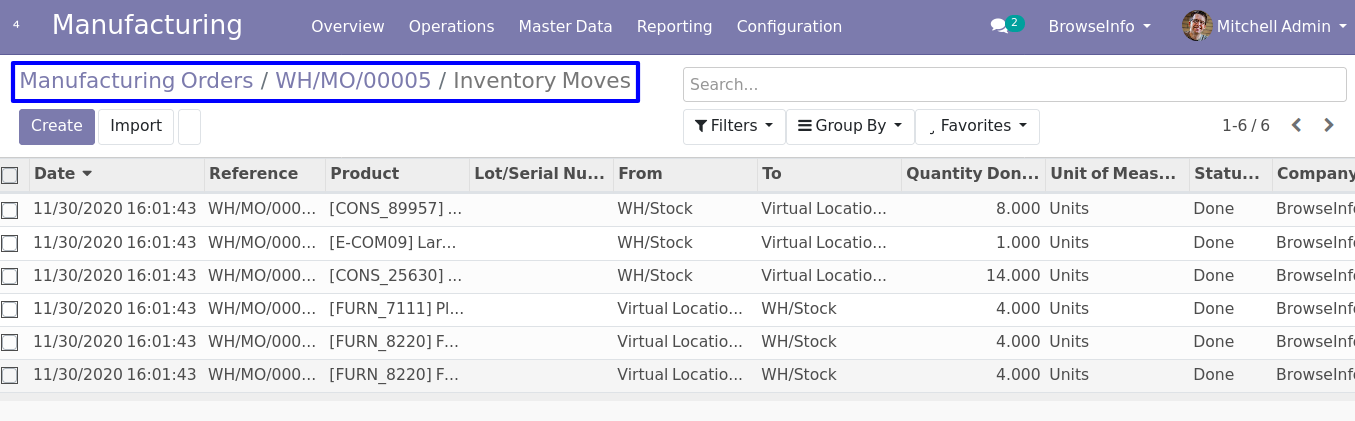 4 Manufacturing Overview Operations Master Data Reporting Configuration 2 BrowseInfo Mitchell Admin
Manufacturing Orders / WH/MO/00005 / Inventory Moves
Search...
Create Import Filters Group By Favorites 1-6 / 6
Date Reference Product Lot/Serial Nu... From To Quantity Don... Unit of Meas... Statu... Company
11/30/2020 16:01:43 WH/MO/000... [CONS_89957] ... WH/Stock Virtual Locatio... 8.000 Units Done BrowseInfo
11/30/2020 16:01:43 WH/MO/000... [E-COM09] Lar... WH/Stock Virtual Locatio... 1.000 Units Done BrowseInfo
11/30/2020 16:01:43 WH/MO/000... [CONS_25630] ... WH/Stock Virtual Locatio... 14.000 Units Done BrowseInfo
11/30/2020 16:01:43 WH/MO/000... [FURN_7111] Pl... Virtual Locatio... WH/Stock 4.000 Units Done BrowseInfo
11/30/2020 16:01:43 WH/MO/000... [FURN_8220] F... Virtual Locatio... WH/Stock 4.000 Units Done BrowseInfo
11/30/2020 16:01:43 WH/MO/000... [FURN_8220] F... Virtual Locatio... WH/Stock 4.000 Units Done BrowseInfo